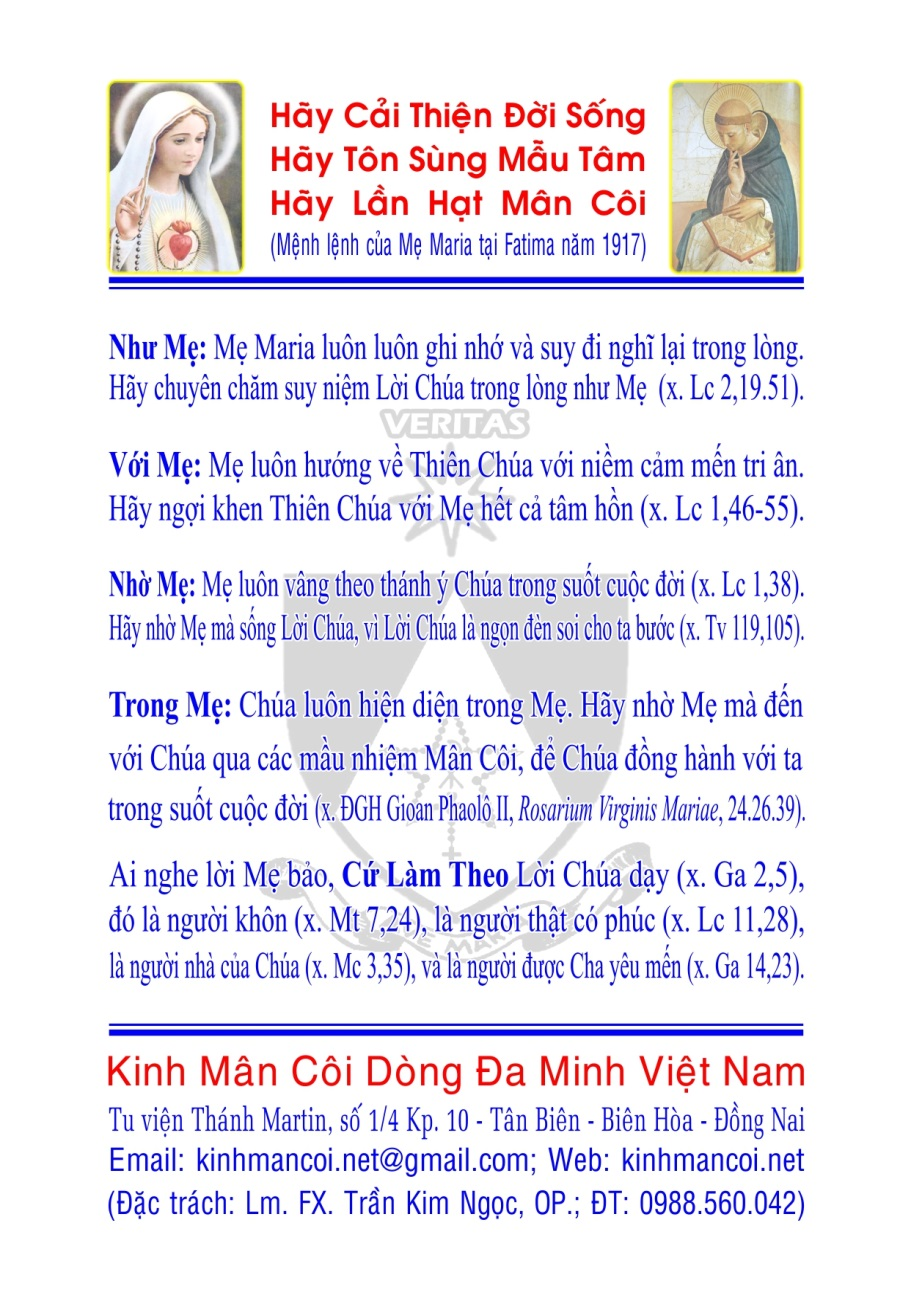 Hãy Cải Thiện Đời Sống
Hãy Tôn Sùng Mẫu Tâm
Hãy Lần Hạt Mân Côi
(Mệnh lệnh của Mẹ Maria tại Fatima năm 1917)
Như Mẹ: Mẹ Maria luôn luôn ghi nhớ và suy đi nghĩ lại trong lòng.
Hãy chuyên chăm suy niệm Lời Chúa trong lòng như Mẹ (x. Lc 2,19.51).
VERITAS
Với Mẹ: Mẹ luôn hướng về Thiên Chúa với niềm cảm mến tri ân.
Hãy ngợi khen Thiên Chúa với Mẹ hết cả tâm hồn (x. Lc 1,46-55).
Nhờ Mẹ: Mẹ luôn vâng theo thánh ý Chúa trong suốt cuộc đời (x. Lc 1,38).
Hãy nhờ Mẹ mà sống Lời Chúa, vì Lời Chúa là ngọn đèn soi cho ta bước (x. Tv 119,105).
Trong Mẹ: Chúa luôn hiện diện trong Mẹ. Hãy nhờ Mẹ mà đến
với Chúa qua các mầu nhiệm Mân Côi, để Chúa đồng hành với ta
trong suốt cuộc đời (x. ĐGH Gioan Phaolô II, Rosarium Virginis Mariae, 24.26.39).
Ai nghe lời Mẹ bảo, Cứ Làm Theo Lời Chúa dạy (x. Ga 2,5),
đó là người khôn (x. Mt 7,24), là người thật có phúc (x. Lc 11,28),
là người nhà của Chúa (x. Mc 3,35), và là người được Cha yêu mến (x. Ga 14,23).
Kinh Mân Côi Dòng Đa Minh Việt Nam
Tu viện Thánh Martin, số 1/4 Kp. 10 - Tân Biên - Biên Hòa - Đồng Nai
Email: kinhmancoi.net@gmail.com; Web: kinhmancoi.net
(Đặc trách: Lm. FX. Trần Kim Ngọc, OP.; ĐT: 0988.560.042)